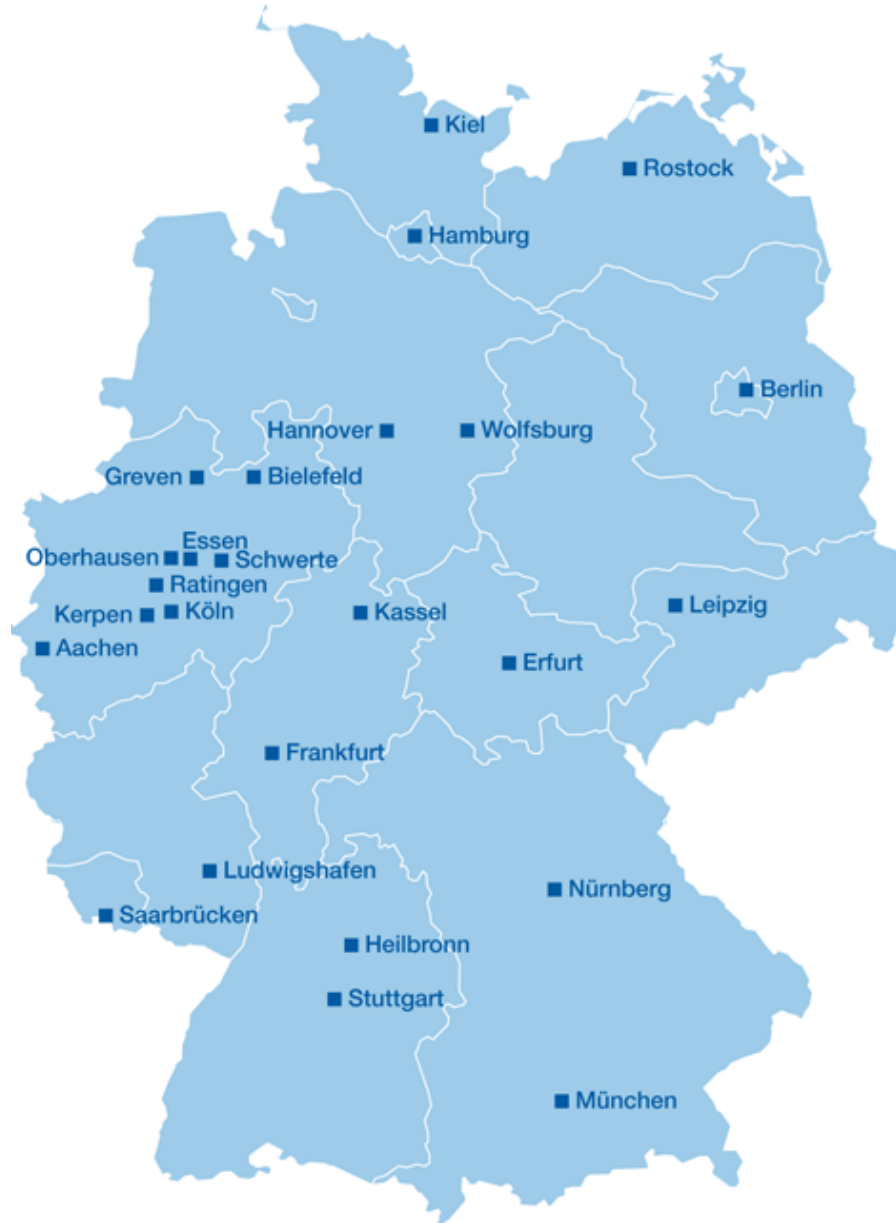 Kiel
Rostock
Hamburg
Berlin
Hannover
Wolfsburg
Greven
Bielefeld
Essen
Oberhausen
Schwerte
Ratingen
Kerpen
Köln
Kassel
Leipzig
Aachen
Erfurt
Frankfurt
Ludwigshafen
Nürnberg
Saarbrücken
Heilbronn
Stuttgart
München